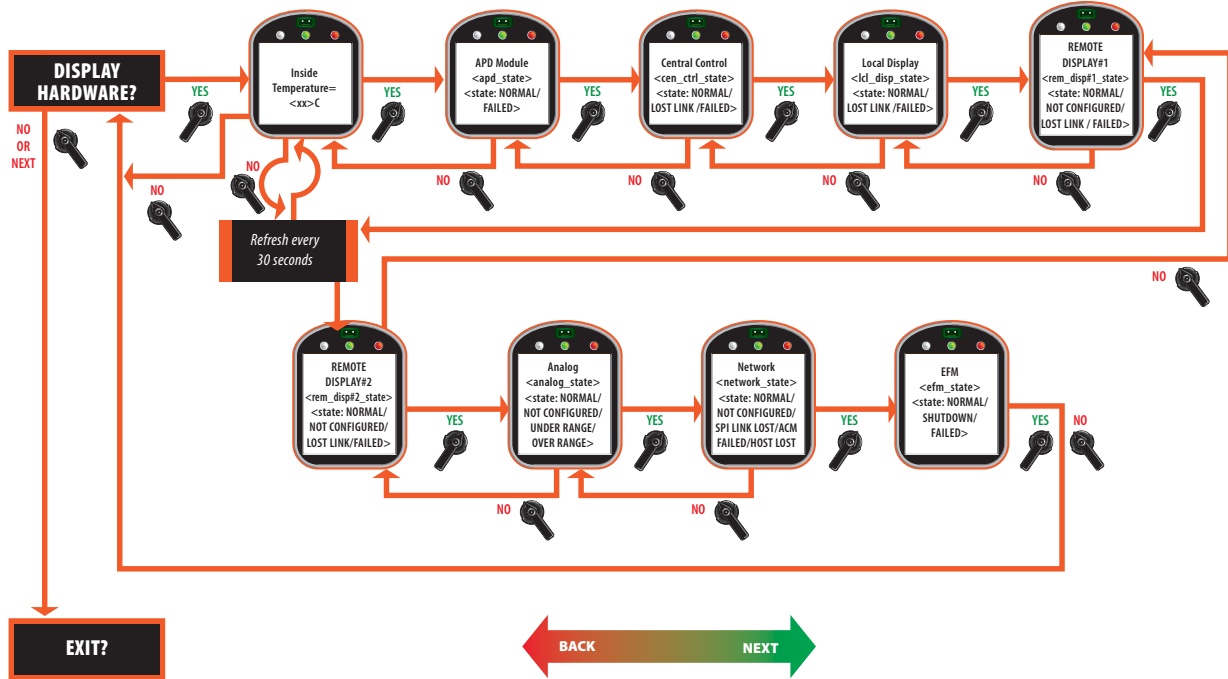 DISPLAY
HARDWARE?
YES
NO
OR
NEXT
NO
Inside
Temperature=
<xx>C
YES
NO
Refresh every
30 seconds
APD Module
<apd_state>
<state: NORMAL/
FAILED>
YES
NO
Central Control
<cen_ctrl_state>
<state: NORMAL/
LOST LINK /FAILED>
YES
NO
Local Display
<lcl_disp_state>
<state: NORMAL/
LOST LINK /FAILED>
YES
NO
REMOTE
DISPLAY#1
<rem_disp#1_state>
<state: NORMAL/
NOT CONFIGURED/
LOST LINK / FAILED>
YES
NO
NO
REMOTE
DISPLAY#2
<rem_disp#2_state>
<state: NORMAL/
NOT CONFIGURED/
LOST LINK/FAILED>
YES
Analog
<analog_state>
<state: NORMAL/
NOT CONFIGURED/
UNDER RANGE/
OVER RANGE>
YES
NO
Network
<network_state>
<state: NORMAL/
NOT CONFIGURED/
SPI LINK LOST/ACM
FAILED/HOST LOST
YES
NO
EFM
<efm_state>
<state: NORMAL/
SHUTDOWN/
FAILED>
YES
NO
EXIT?
BACK
NEXT